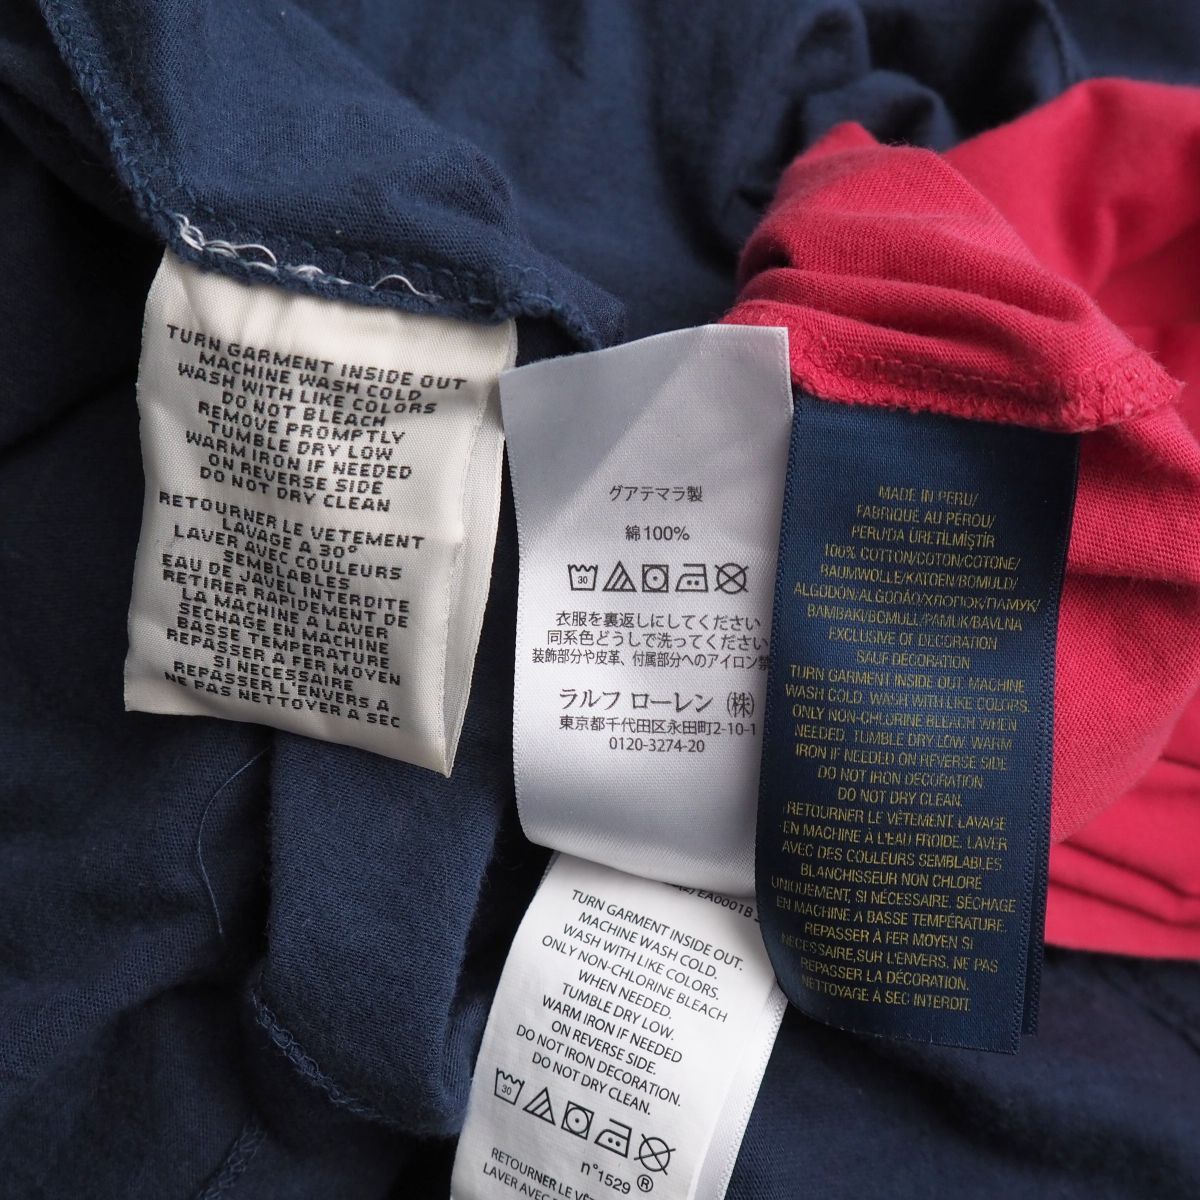 TURN GARMENT INSIDE OUT
MACHINE WASH COLD
WASH WITH LIKE COLORS
DO NOT BLEACH
REMOVE PROMPTLY
TUMBLE DRY LOW
WARM IRON IF NEEDED
ON REVERSE SIDE
DO NOT DRY CLEAN
RETOURNER LE VETEMENT
LAVAGE A 30°
LAVER AVEC COULEURS
SEMBLABLES
EAU DE JAVEL INTERDITE
RETIRER RAPIDEMENT DE
LA MACHINE A LAVER
SECHAGE EN MACHINE
BASSE TEMPERATURE
REPASSER A FER MOYEN
SI NECESSAIRE
REPASSER L'ENVERS A
NE PAS NETTOYER A SEC
グアテマラ製
綿100%
30
衣服を裏返しにしてください
同系色どうしで洗ってください
装飾部分や皮革、付属部分へのアイロン禁
ラルフ ローレン (株)
東京都千代田区永田町2-10-1
0120-3274-20
MADE IN PERU/
FABRIQUÉ AU PÉROU/
PERU'DA ÜRETİLMİŞTİR
100% COTTON/COTON/COTONE/
BAUMWOLLE/KATOEN/BOMULD/
ALGODÓN/ALGODÃO/ХЛОПОК/ПАМУК/
BAMBAKI/BOMULL/PAMUK/BAVLNA
EXCLUSIVE OF DECORATION
SAUF DÉCORATION
TURN GARMENT INSIDE OUT. MACHINE
WASH COLD. WASH WITH LIKE COLORS.
ONLY NON-CHLORINE BLEACH WHEN
NEEDED. TUMBLE DRY LOW. WARM
IRON IF NEEDED ON REVERSE SIDE.
DO NOT IRON DECORATION.
DO NOT DRY CLEAN.
RETOURNER LE VÊTEMENT. LAVAGE
EN MACHINE À L'EAU FROIDE. LAVER
AVEC DES COULEURS SEMBLABLES.
BLANCHISSEUR NON CHLORÉ
UNIQUEMENT, SI NÉCESSAIRE. SÉCHAGE
EN MACHINE À BASSE TEMPÉRATURE.
REPASSER À FER MOYEN SI
NÉCESSAIRE,SUR L'ENVERS. NE PAS
REPASSER LA DÉCORATION.
NETTOYAGE À SEC INTERDIT.
EA0001B
TURN GARMENT INSIDE OUT.
MACHINE WASH COLD.
WASH WITH LIKE COLORS.
ONLY NON-CHLORINE BLEACH
WHEN NEEDED.
TUMBLE DRY LOW.
WARM IRON IF NEEDED
ON REVERSE SIDE.
DO NOT IRON DECORATION.
DO NOT DRY CLEAN.
30
n°1529 ®
RETOURNER LE VÊTEMENT
LAVER AVEC